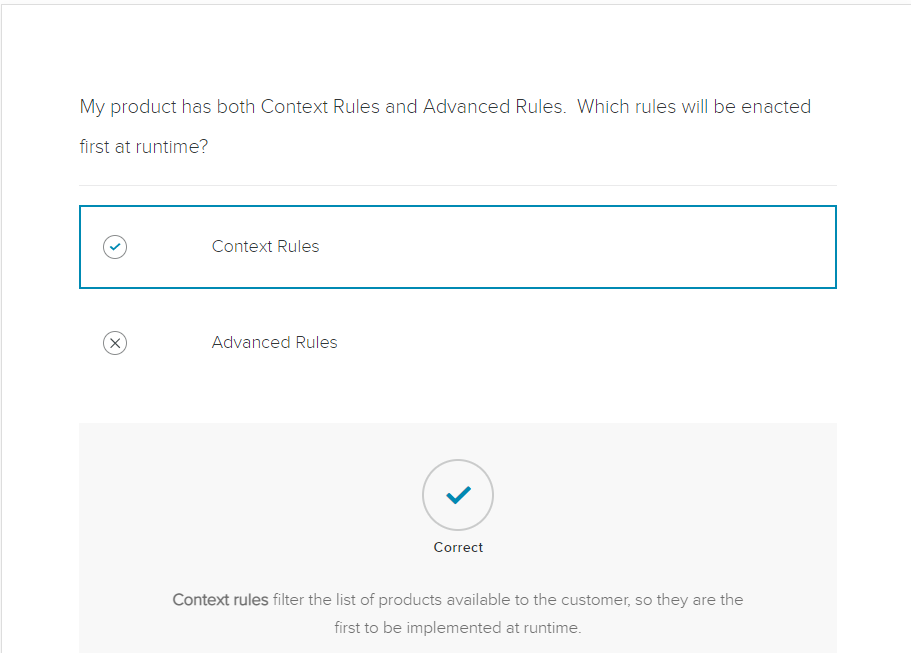 My product has both Context Rules and Advanced Rules.  Which rules will be enacted
first at runtime?
Context Rules
Advanced Rules
Correct
Context rules filter the list of products available to the customer, so they are the
first to be implemented at runtime.